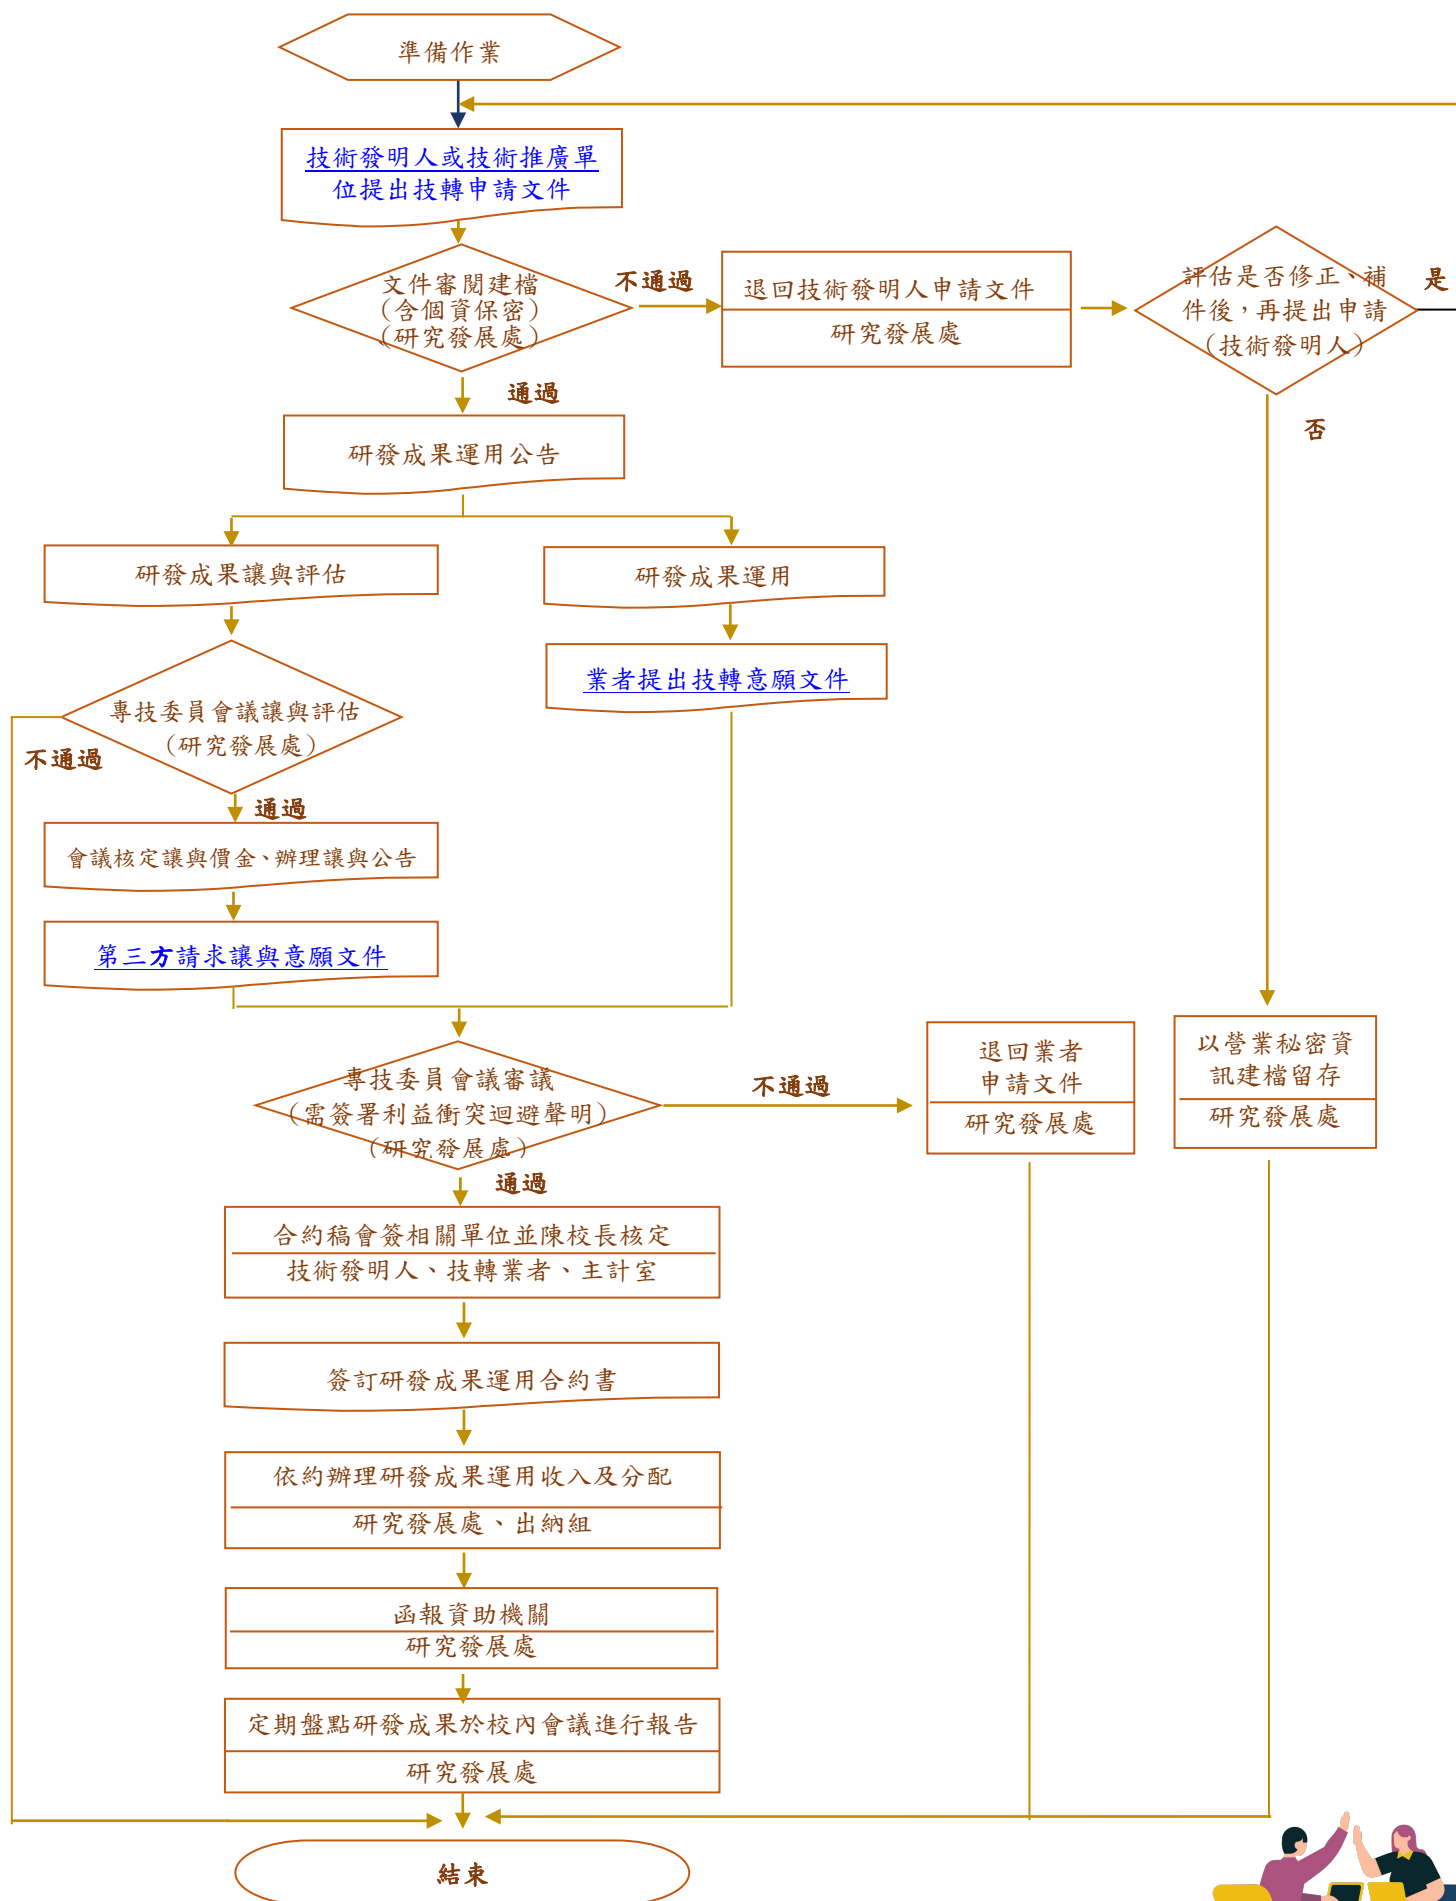 準備作業
技術發明人或技術推廣單
位提出技轉申請文件
文件審閱建檔
(含個資保密)
(研究發展處)
不通過
退回技術發明人申請文件
研究發展處
評估是否修正、補
件後，再提出申請
(技術發明人)
是
通過
否
研發成果運用公告
研發成果讓與評估
研發成果運用
業者提出技轉意願文件
專技委員會議讓與評估
(研究發展處)
不通過
通過
會議核定讓與價金、辦理讓與公告
第三方請求讓與意願文件
專技委員會議審議
(需簽署利益衝突迴避聲明)
(研究發展處)
不通過
退回業者
申請文件
研究發展處
以營業秘密資
訊建檔留存
研究發展處
通過
合約稿會簽相關單位並陳校長核定
技術發明人、技轉業者、主計室
簽訂研發成果運用合約書
依約辦理研發成果運用收入及分配
研究發展處、出納組
函報資助機關
研究發展處
定期盤點研發成果於校內會議進行報告
研究發展處
結束